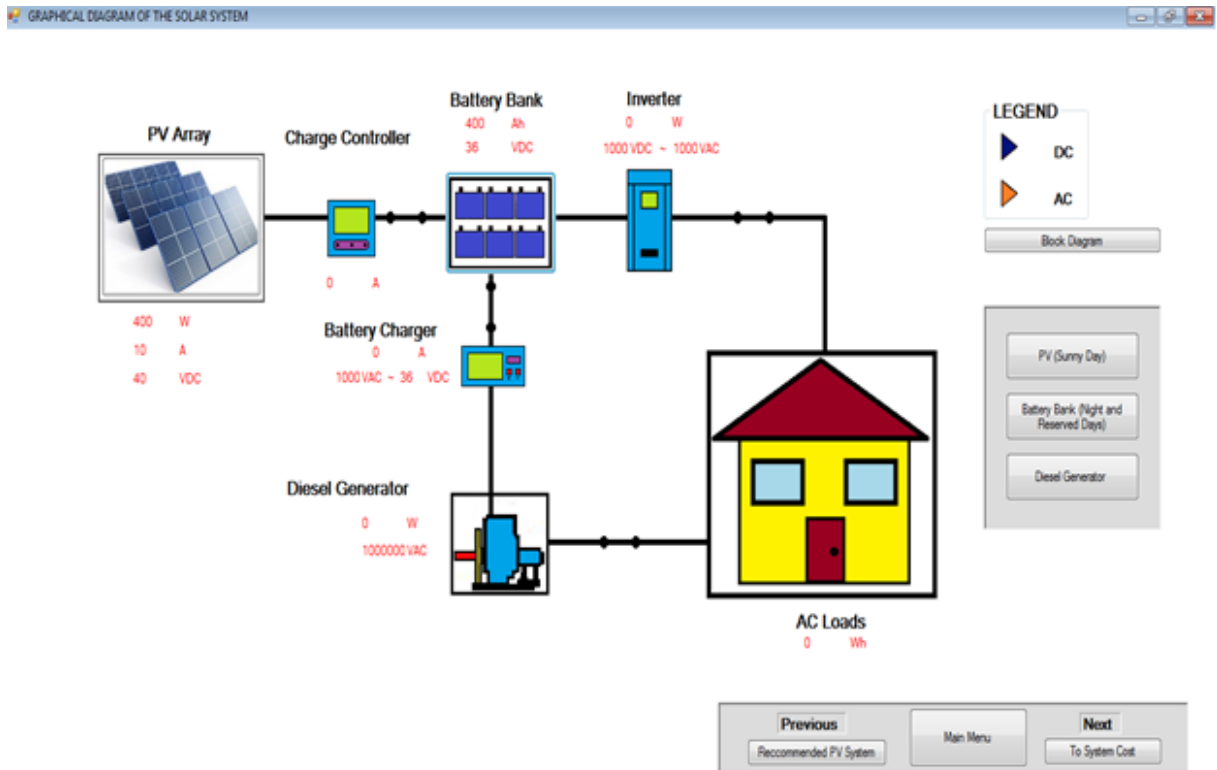 GRAPHICAL DIAGRAM OF THE SOLAR SYSTEM
PV Array
400 W
10 A
40 VDC
Charge Controller
0 A
Battery Bank
400 Ah
36 VDC
Inverter
0 W
1000 VDC ~ 1000 VAC
Battery Charger
0 A
1000 VAC ~ 36 VDC
Diesel Generator
0 W
1000000 VAC
AC Loads
0 Wh
LEGEND
DC
AC
Block Diagram
PV (Sunny Day)
Battery Bank (Night and
Reserved Days)
Diesel Generator
Previous
Reccommended PV System
Main Menu
Next
To System Cost